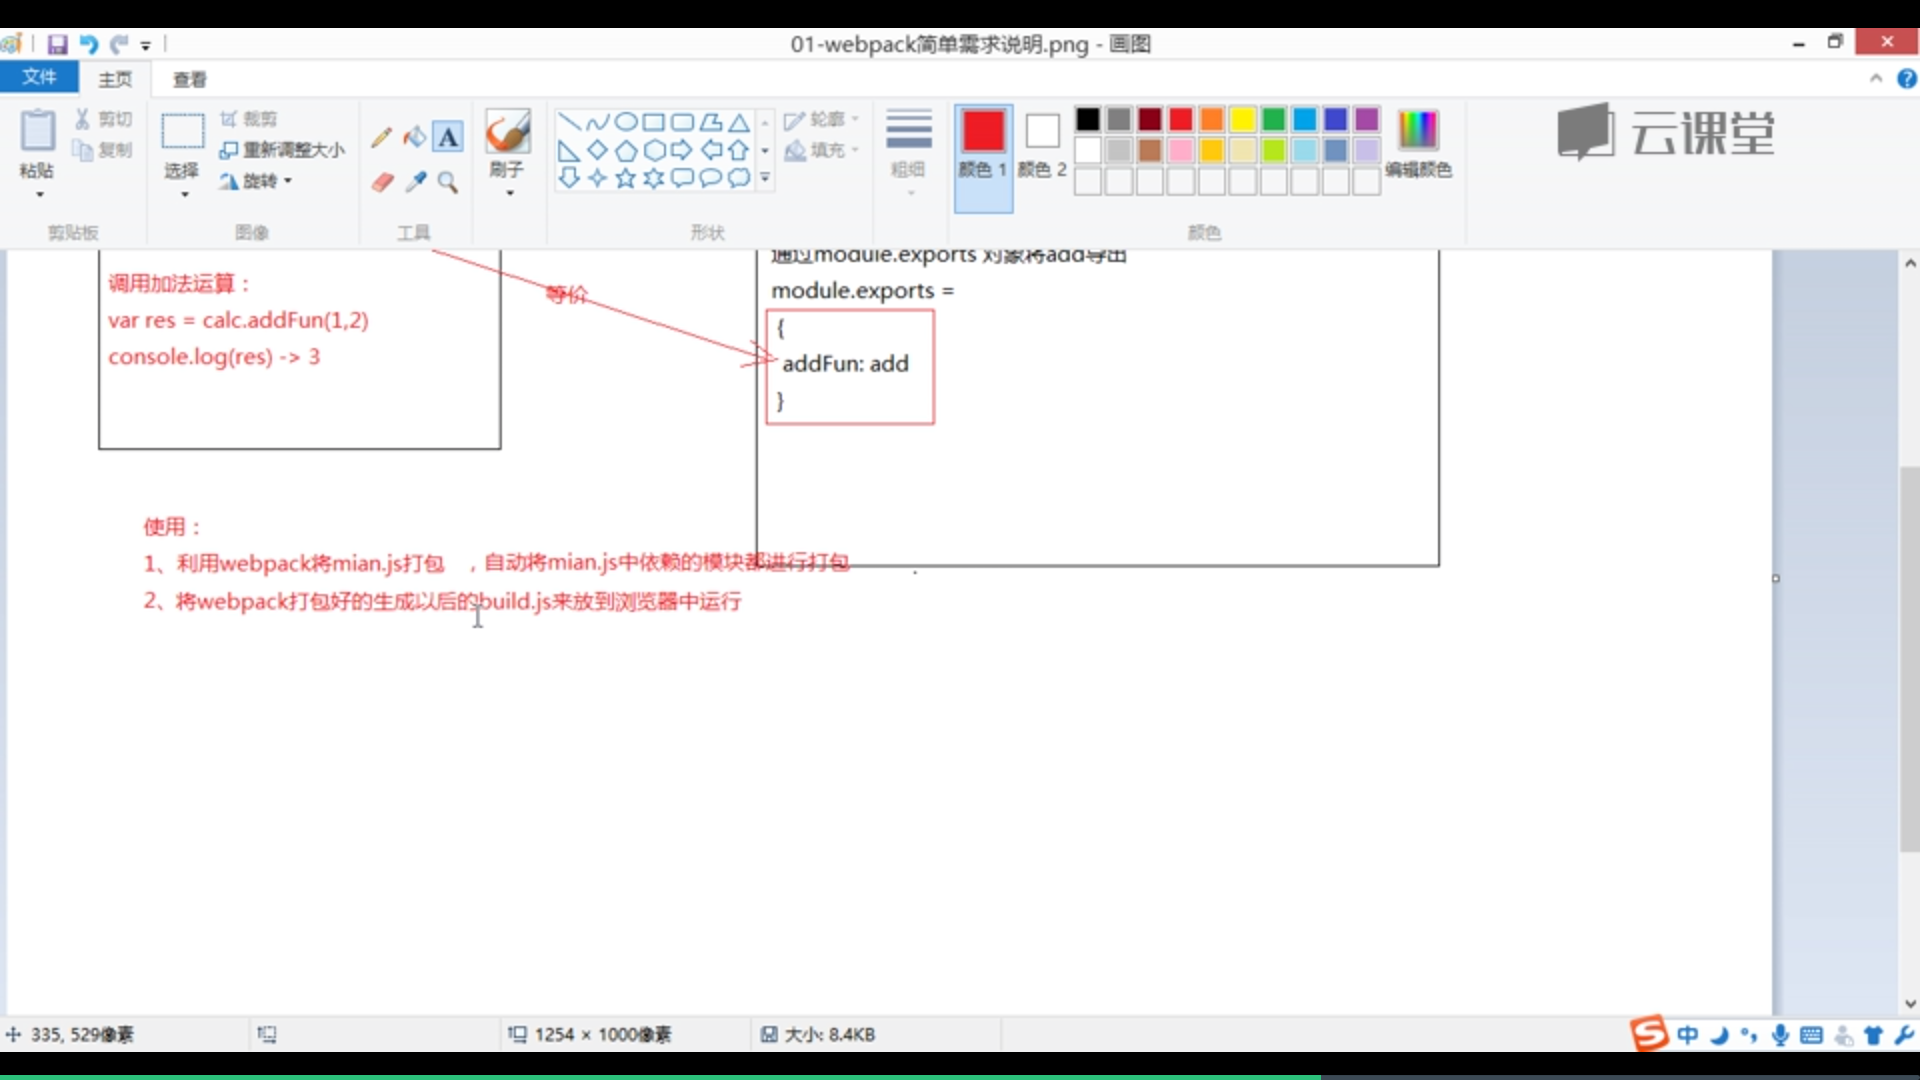 01-webpack简单需求说明.png - 画图
文件
主页
查看
粘贴
剪切
复制
剪贴板
选择
裁剪
重新调整大小
旋转
图像
A
工具
刷子
形状
轮廓
填充
粗细
颜色 1
颜色 2
编辑颜色
颜色
云课堂
调用加法运算：
var res = calc.addFun(1,2)
console.log(res) -> 3
等价
通过module.exports 对象将add导出
module.exports =
{
addFun: add
}
使用：
1、利用webpack将mian.js打包 ，自动将mian.js中依赖的模块都进行打包
2、将webpack打包好的生成以后的build.js来放到浏览器中运行
335, 529像素
1254 × 1000像素
大小: 8.4KB
中